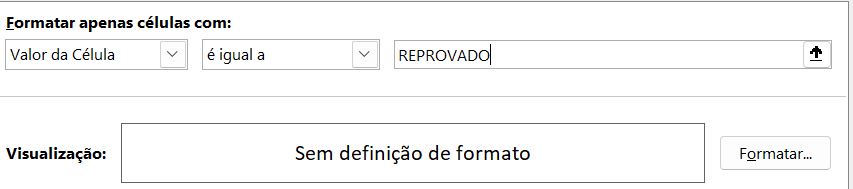 Formatar apenas células com:
Valor da Célula é igual a REPROVADO
Visualização: Sem definição de formato Formatar...